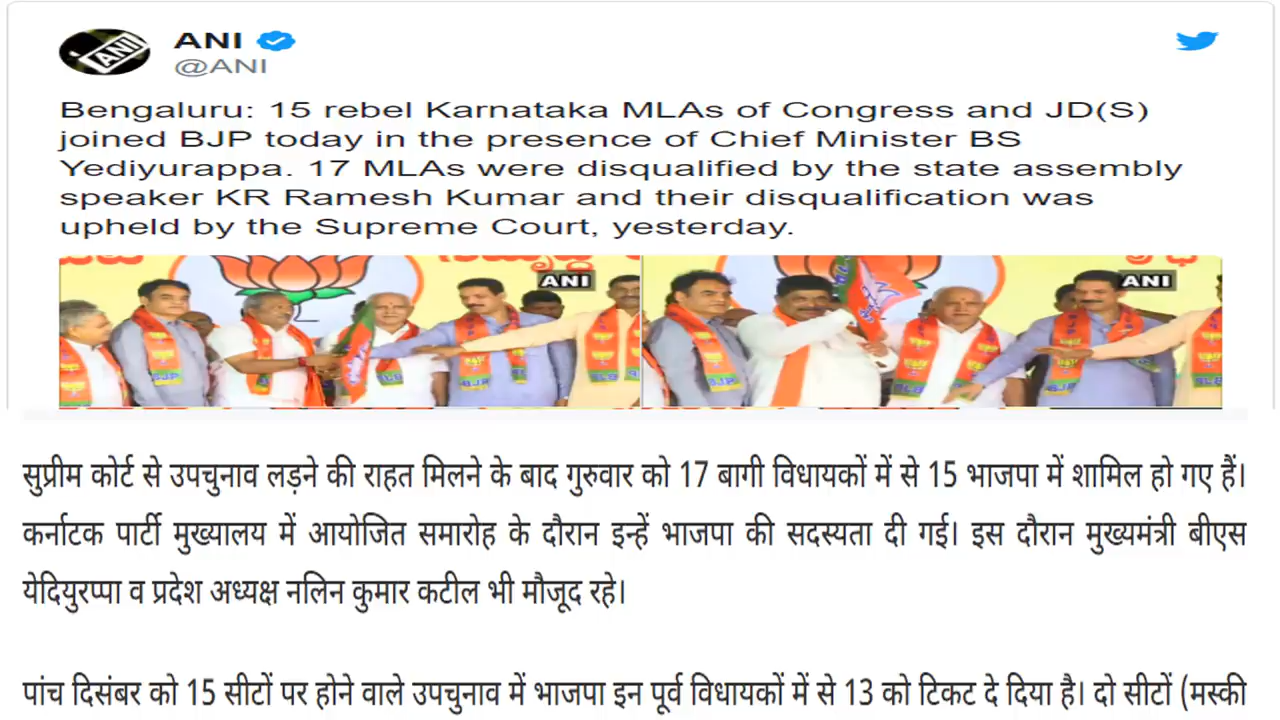 ANI
@ANI
Bengaluru: 15 rebel Karnataka MLAs of Congress and JD(S)
joined BJP today in the presence of Chief Minister BS
Yediyurappa. 17 MLAs were disqualified by the state assembly
speaker KR Ramesh Kumar and their disqualification was
upheld by the Supreme Court, yesterday.
ANI
ANI
BJP
BJP
BJP
BJP
सुप्रीम कोर्ट से उपचुनाव लड़ने की राहत मिलने के बाद गुरुवार को 17 बागी विधायकों में से 15 भाजपा में शामिल हो गए हैं।
कर्नाटक पार्टी मुख्यालय में आयोजित समारोह के दौरान इन्हें भाजपा की सदस्यता दी गई। इस दौरान मुख्यमंत्री बीएस
येदियुरप्पा व प्रदेश अध्यक्ष नलिन कुमार कटील भी मौजूद रहे।
पांच दिसंबर को 15 सीटों पर होने वाले उपचुनाव में भाजपा इन पूर्व विधायकों में से 13 को टिकट दे दिया है। दो सीटों (मस्की